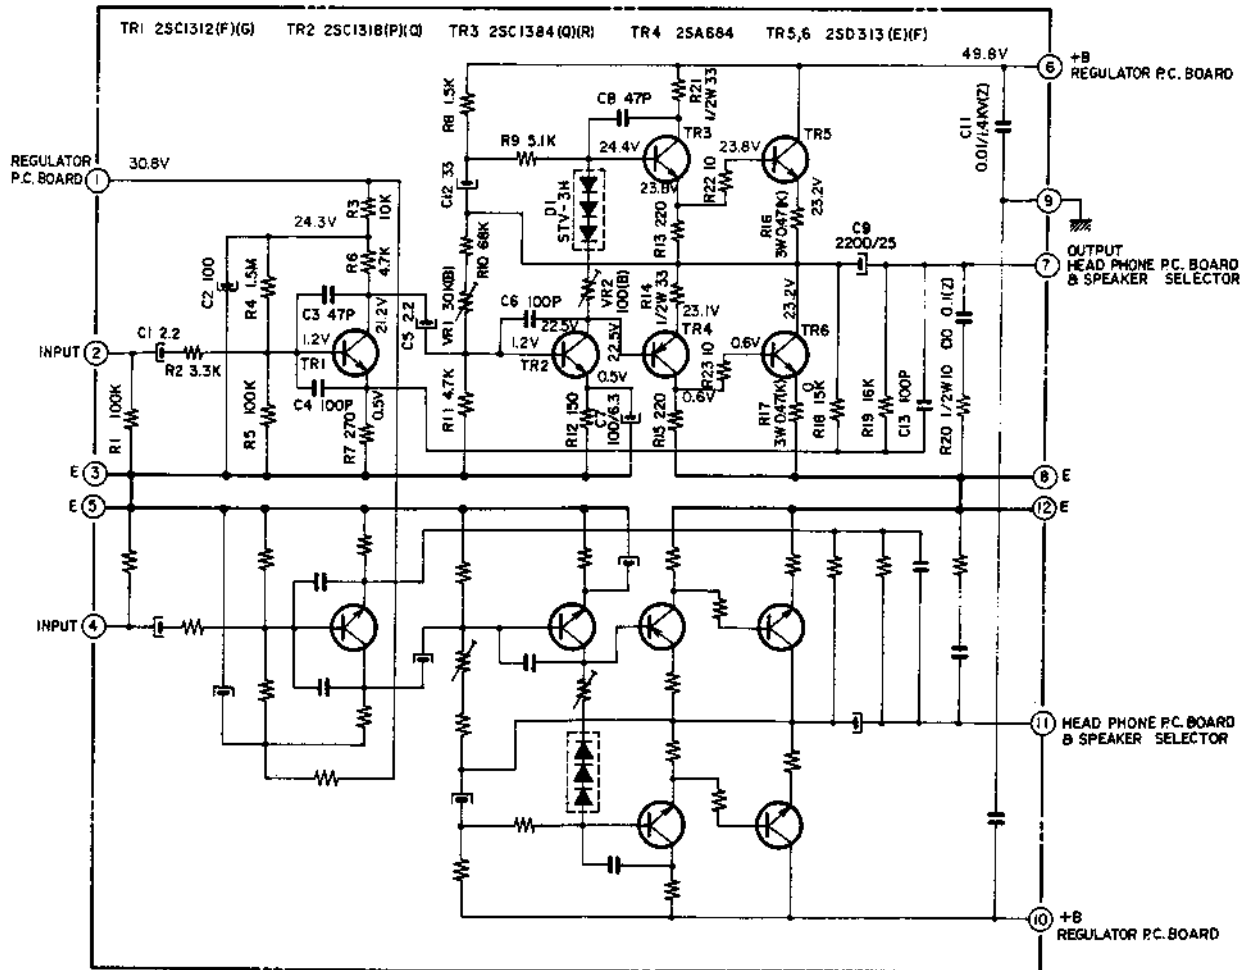 TR1 2SC1312(F)(G) TR2 2SC1318(P)(Q) TR3 2SC1384(Q)(R) TR4 2SA684 TR5,6 2SD313(E)(F)
49.8V
6 +B
REGULATOR P.C. BOARD
R8 1.5K
C8 47P
R21
1/2W 33
C11
0.01/1.4KV(Z)
REGULATOR
P.C. BOARD
1
30.8V
R9 5.1K
TR3
TR5
24.4V
23.8V
R3
10K
C12 33
D1
STV-3H
23.8V
R22 10
23.2V
9
24.3V
R6
4.7K
R10 68K
R13 220
R16
3W 0.47(K)
C9
2200/25
7
OUTPUT
HEAD PHONE P.C. BOARD
& SPEAKER SELECTOR
C2 100
R4 1.5M
C3 47P
21.2V
C5 2.2
VR1 30K(B)
C6 100P
VR2
100(B)
R14
1/2W 33
23.1V
23.2V
0.1(Z)
C10
INPUT 2
C1 2.2
R2 3.3K
1.2V
TR1
1.2V
22.5V
TR2
22.5V
TR4
R23 10
0.6V
TR6
R1 100K
R5 100K
C4 100P
0.5V
R7 270
R11 4.7K
0.5V
R12 150
C7
100/6.3
R15 220
0.6V
R17
3W 0.47(K)
0
R18 15K
R19 16K
C13 100P
R20 1/2W 10
E 3
8 E
E 5
12 E
INPUT 4
11 HEAD PHONE P.C. BOARD
& SPEAKER SELECTOR
10 +B
REGULATOR P.C. BOARD